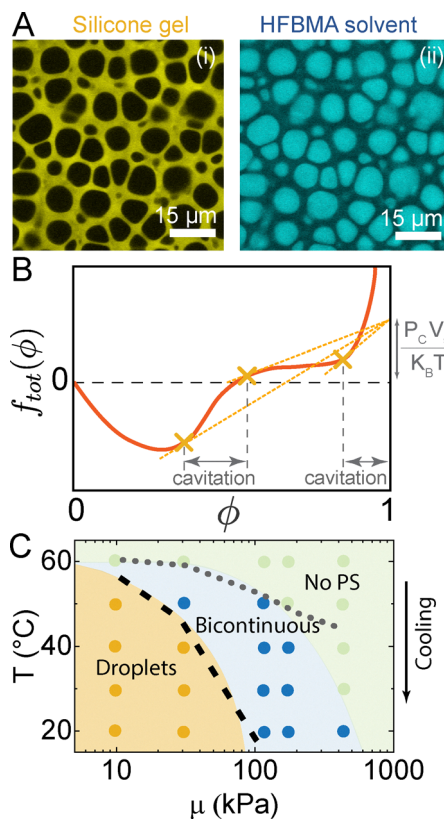 A Silicone gel HFBMA solvent
(i) (ii)
15 μm 15 μm
B
f_tot(ϕ)
0
P_C V
K_B T
cavitation cavitation
0 ϕ 1
C
60
40
20
T (°C)
No PS
Bicontinuous
Droplets
Cooling
10 100 1000
μ (kPa)